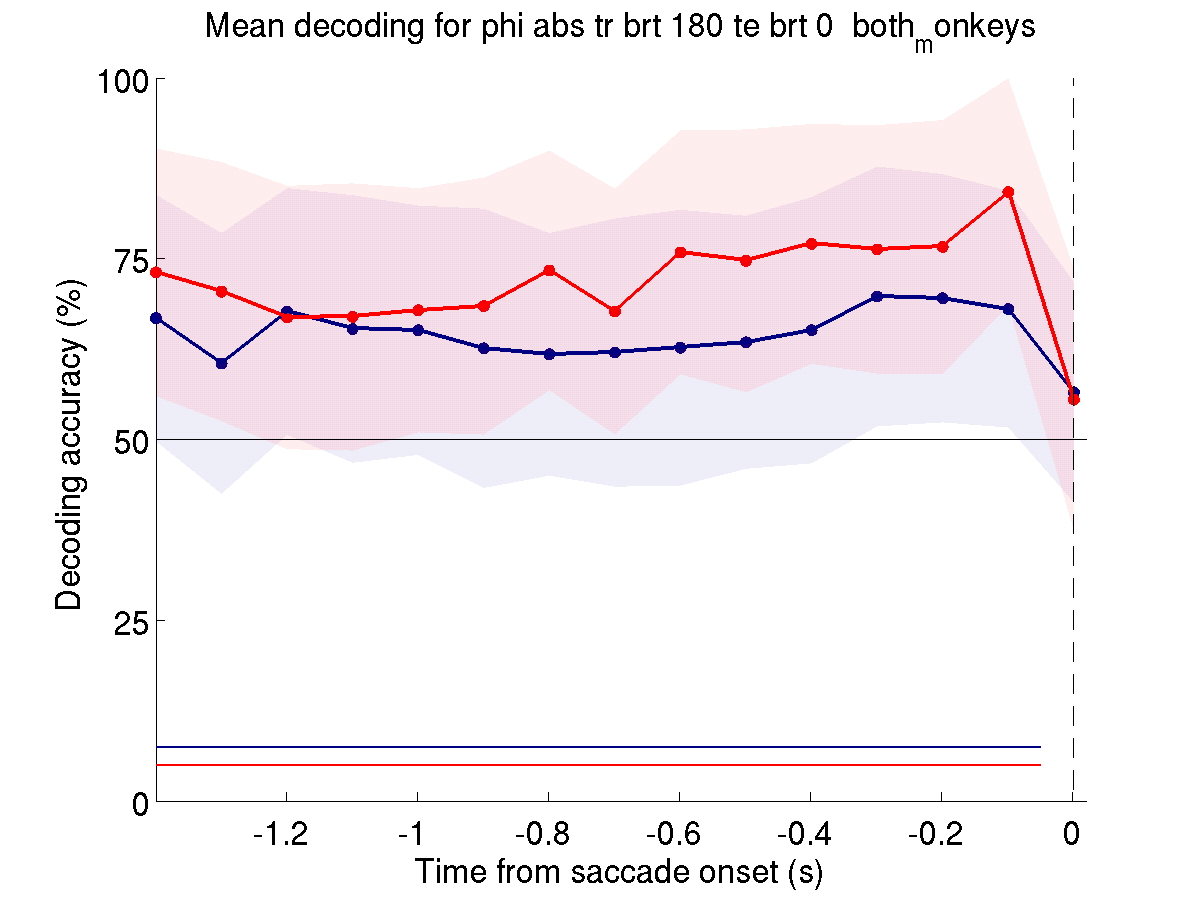 Mean decoding for phi abs tr brt 180 te brt 0  both_monkeys
100
75
50
25
0
Decoding accuracy (%)
-1.2 -1 -0.8 -0.6 -0.4 -0.2 0
Time from saccade onset (s)